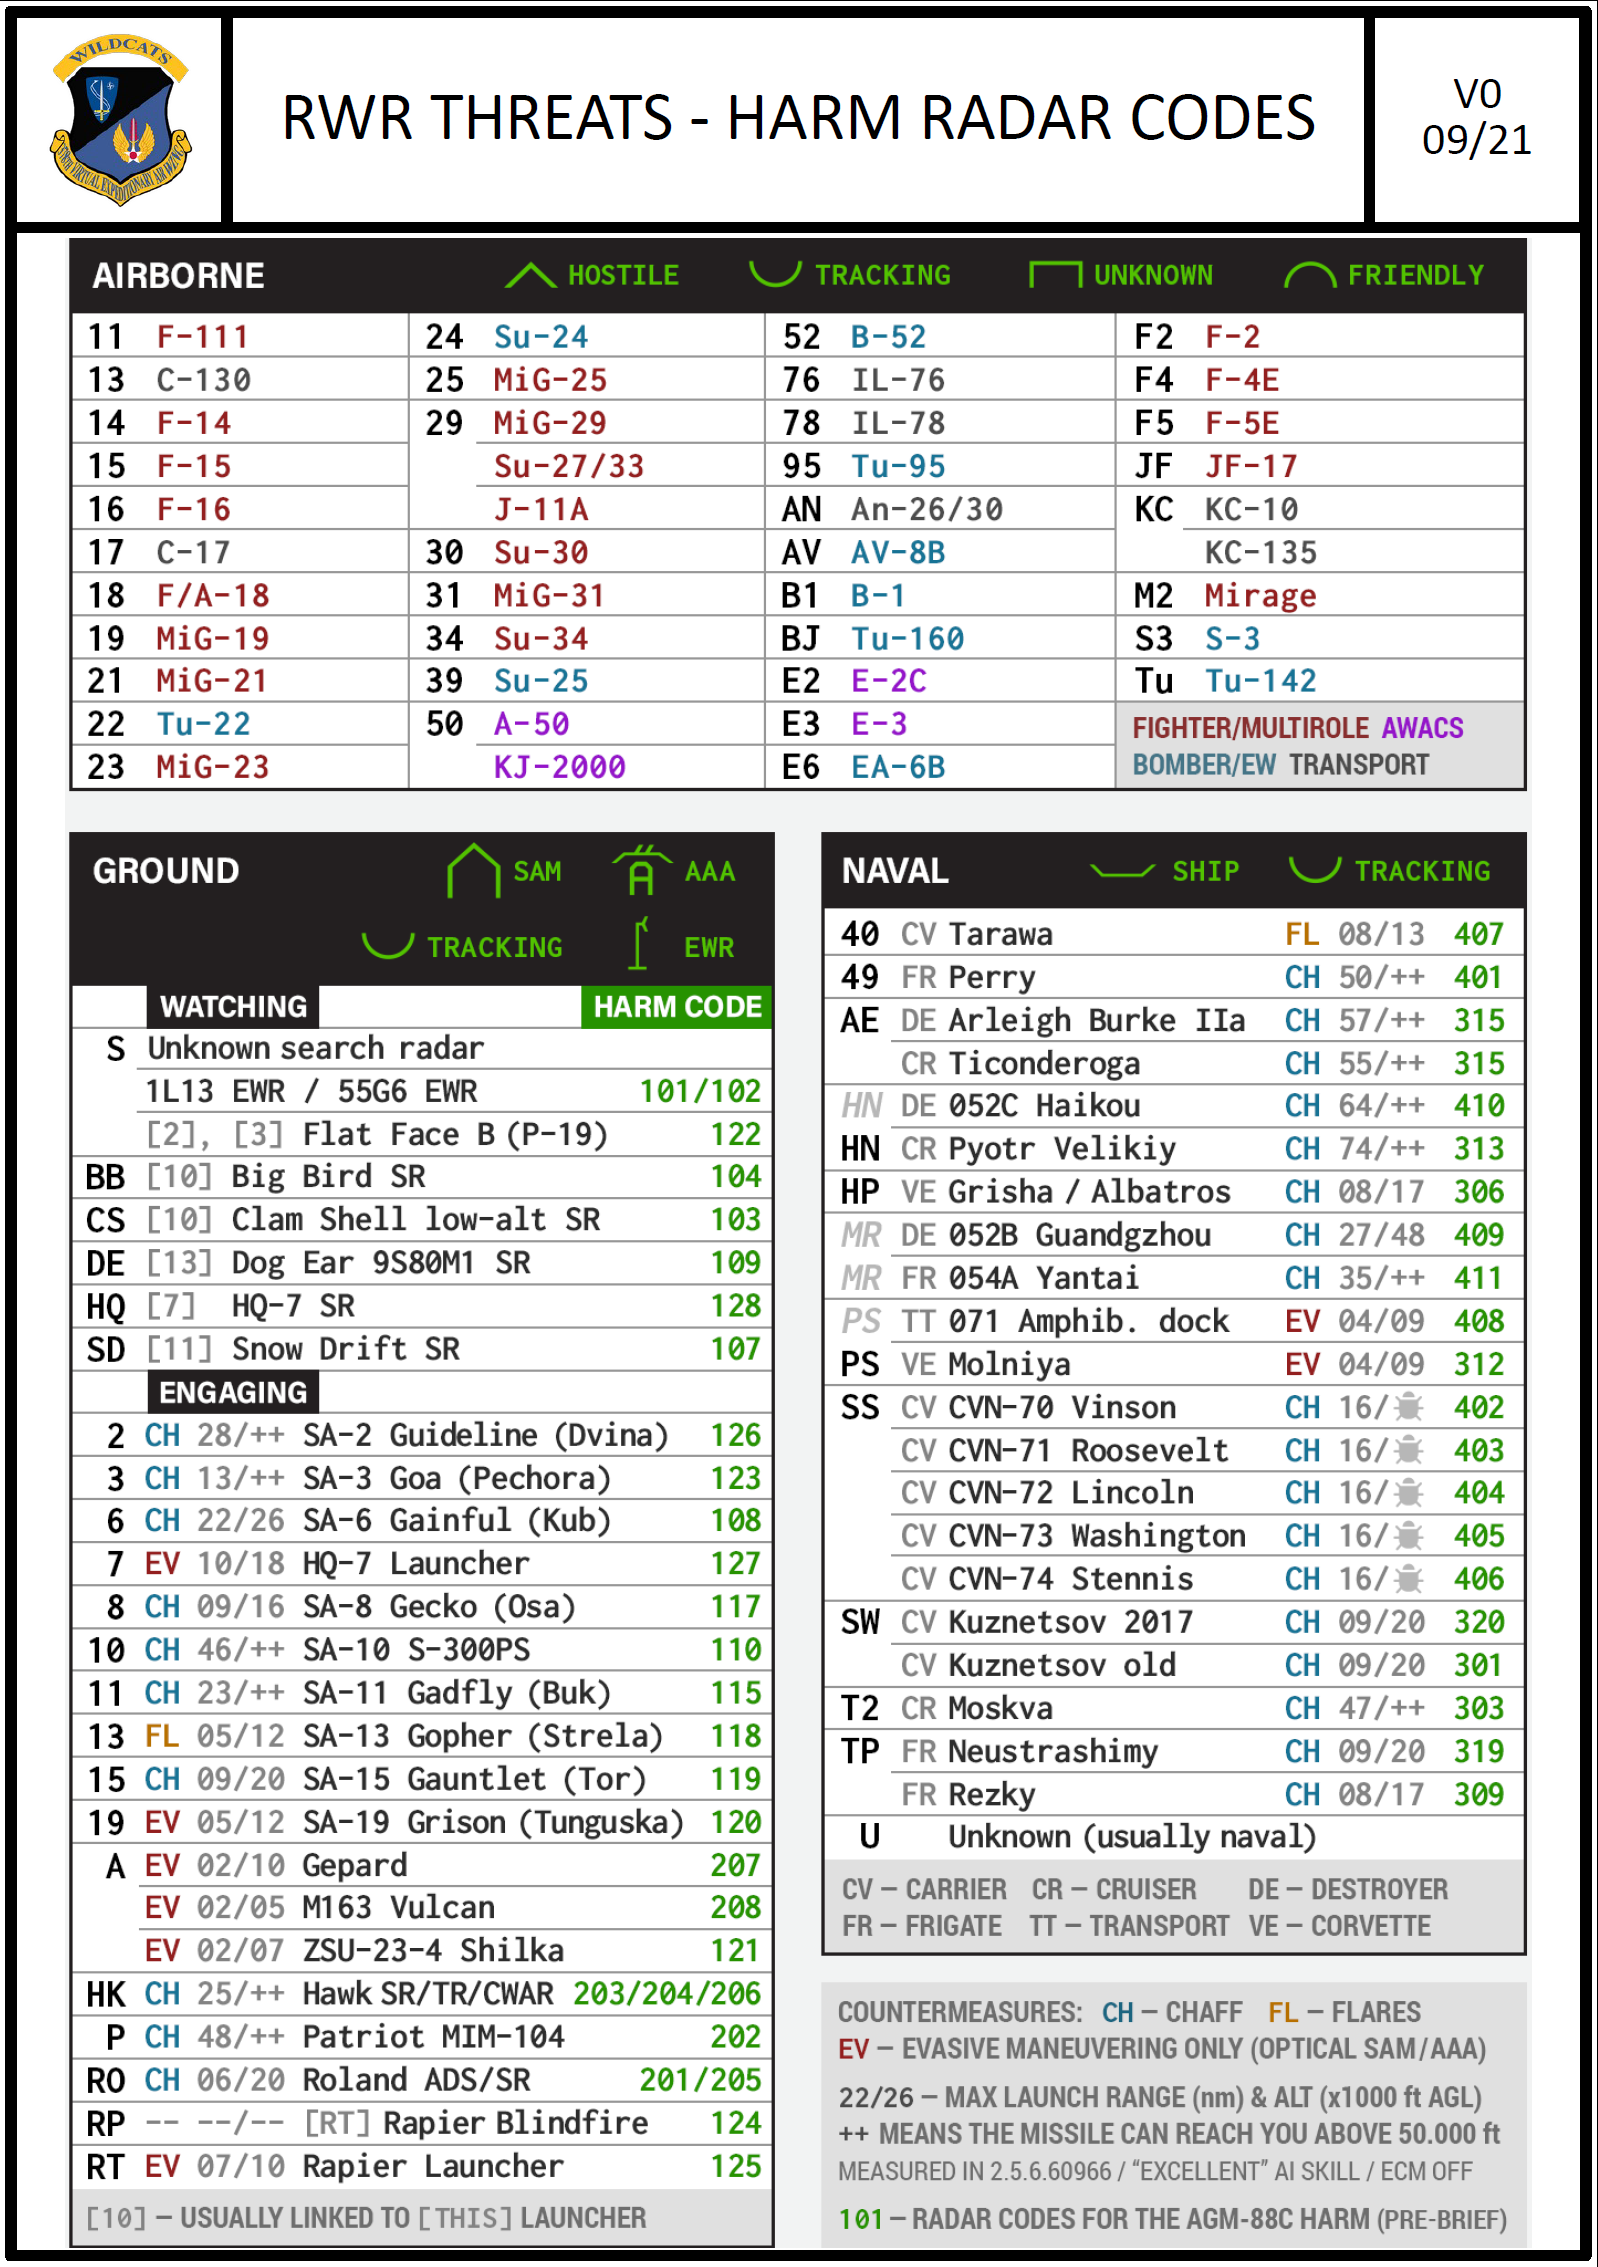 WILDCATS
RWR THREATS - HARM RADAR CODES
V0
09/21
AIRBORNE HOSTILE TRACKING UNKNOWN FRIENDLY
11 F-111 24 Su-24 52 B-52 F2 F-2
13 C-130 25 MiG-25 76 IL-76 F4 F-4E
14 F-14 29 MiG-29 78 IL-78 F5 F-5E
15 F-15 Su-27/33 95 Tu-95 JF JF-17
16 F-16 J-11A AN An-26/30 KC KC-10
17 C-17 30 Su-30 AV AV-8B KC-135
18 F/A-18 31 MiG-31 B1 B-1 M2 Mirage
19 MiG-19 34 Su-34 BJ Tu-160 S3 S-3
21 MiG-21 39 Su-25 E2 E-2C Tu Tu-142
22 Tu-22 50 A-50 E3 E-3 FIGHTER/MULTIROLE AWACS
23 MiG-23 KJ-2000 E6 EA-6B BOMBER/EW TRANSPORT
GROUND SAM A AAA
TRACKING EWR
WATCHING HARM CODE
S Unknown search radar
1L13 EWR / 55G6 EWR 101/102
[2], [3] Flat Face B (P-19) 122
BB [10] Big Bird SR 104
CS [10] Clam Shell low-alt SR 103
DE [13] Dog Ear 9S80M1 SR 109
HQ [7] HQ-7 SR 128
SD [11] Snow Drift SR 107
ENGAGING
2 CH 28/++ SA-2 Guideline (Dvina) 126
3 CH 13/++ SA-3 Goa (Pechora) 123
6 CH 22/26 SA-6 Gainful (Kub) 108
7 EV 10/18 HQ-7 Launcher 127
8 CH 09/16 SA-8 Gecko (Osa) 117
10 CH 46/++ SA-10 S-300PS 110
11 CH 23/++ SA-11 Gadfly (Buk) 115
13 FL 05/12 SA-13 Gopher (Strela) 118
15 CH 09/20 SA-15 Gauntlet (Tor) 119
19 EV 05/12 SA-19 Grison (Tunguska) 120
A EV 02/10 Gepard 207
EV 02/05 M163 Vulcan 208
EV 02/07 ZSU-23-4 Shilka 121
HK CH 25/++ Hawk SR/TR/CWAR 203/204/206
P CH 48/++ Patriot MIM-104 202
RO CH 06/20 Roland ADS/SR 201/205
RP -- --/-- [RT] Rapier Blindfire 124
RT EV 07/10 Rapier Launcher 125
[10] – USUALLY LINKED TO [THIS] LAUNCHER
NAVAL SHIP TRACKING
40 CV Tarawa FL 08/13 407
49 FR Perry CH 50/++ 401
AE DE Arleigh Burke IIa CH 57/++ 315
CR Ticonderoga CH 55/++ 315
HN DE 052C Haikou CH 64/++ 410
HN CR Pyotr Velikiy CH 74/++ 313
HP VE Grisha / Albatros CH 08/17 306
MR DE 052B Guandgzhou CH 27/48 409
MR FR 054A Yantai CH 35/++ 411
PS TT 071 Amphib. dock EV 04/09 408
PS VE Molniya EV 04/09 312
SS CV CVN-70 Vinson CH 16/ 402
CV CVN-71 Roosevelt CH 16/ 403
CV CVN-72 Lincoln CH 16/ 404
CV CVN-73 Washington CH 16/ 405
CV CVN-74 Stennis CH 16/ 406
SW CV Kuznetsov 2017 CH 09/20 320
CV Kuznetsov old CH 09/20 301
T2 CR Moskva CH 47/++ 303
TP FR Neustrashimy CH 09/20 319
FR Rezky CH 08/17 309
U Unknown (usually naval)
CV – CARRIER CR – CRUISER DE – DESTROYER
FR – FRIGATE TT – TRANSPORT VE – CORVETTE
COUNTERMEASURES: CH – CHAFF FL – FLARES
EV – EVASIVE MANEUVERING ONLY (OPTICAL SAM/AAA)
22/26 – MAX LAUNCH RANGE (nm) & ALT (x1000 ft AGL)
++ MEANS THE MISSILE CAN REACH YOU ABOVE 50.000 ft
MEASURED IN 2.5.6.60966 / “EXCELLENT” AI SKILL / ECM OFF
101 – RADAR CODES FOR THE AGM-88C HARM (PRE-BRIEF)